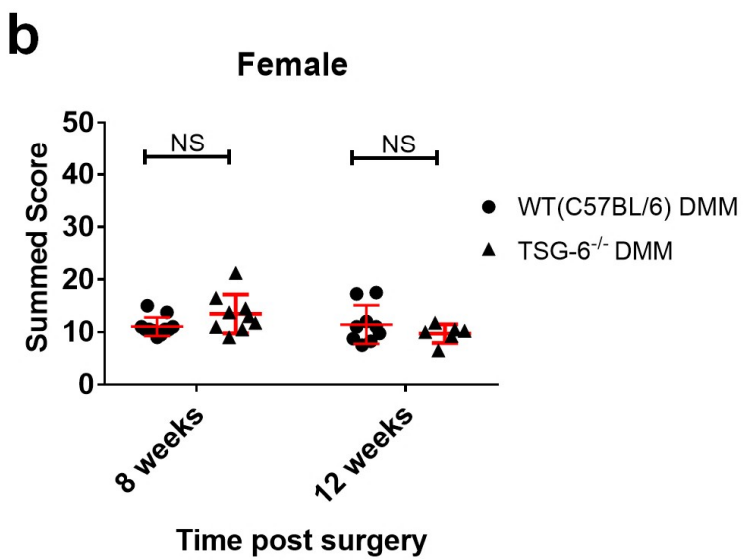 b
Female
Summed Score
50
40
30
20
10
0
NS
NS
WT(C57BL/6) DMM
TSG-6-/- DMM
8 weeks
12 weeks
Time post surgery